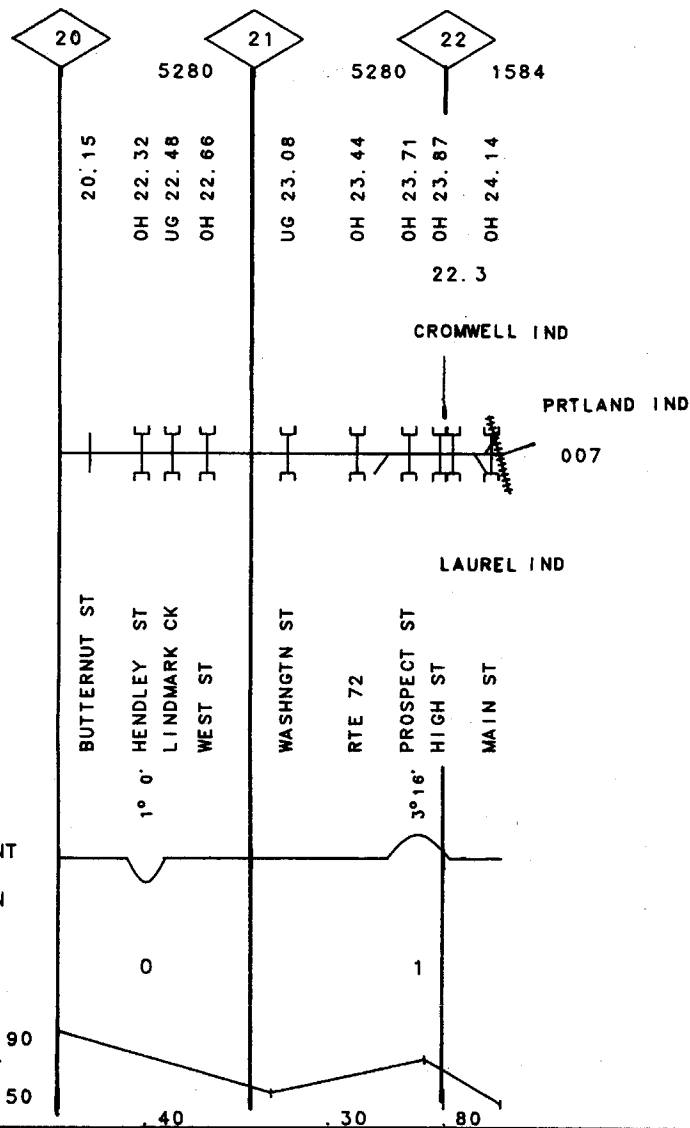 20
21
22
5280
5280
1584
20.15
OH 22.32
UG 22.48
OH 22.66
UG 23.08
OH 23.44
OH 23.71
OH 23.87
OH 24.14
22.3
CROMWELL IND
PRTLAND IND
007
LAUREL IND
BUTTERNUT ST
HENDLEY ST
LINDMARK CK
WEST ST
WASHNGTN ST
RTE 72
PROSPECT ST
HIGH ST
MAIN ST
1° 0'
3°16'
NT
N
0
1
90
50
.40
.30
.80